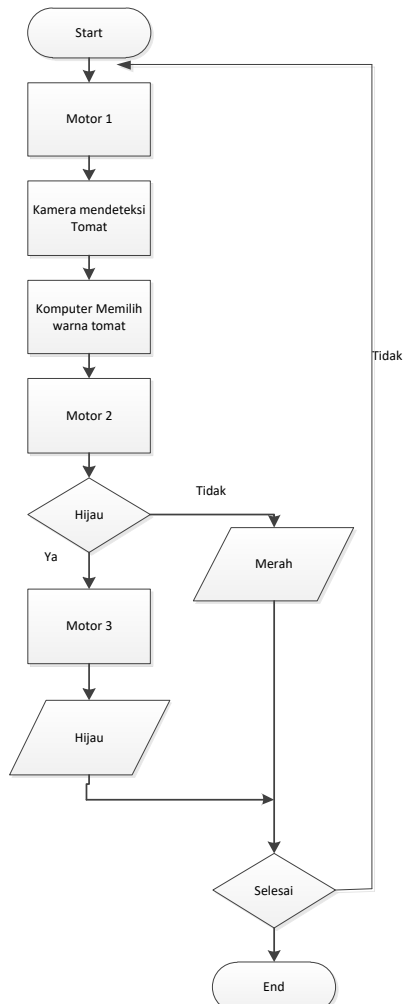 Start
Motor 1
Kamera mendeteksi
Tomat
Komputer Memilih
warna tomat
Tidak
Motor 2
Tidak
Hijau
Ya
Merah
Motor 3
Hijau
Selesai
End